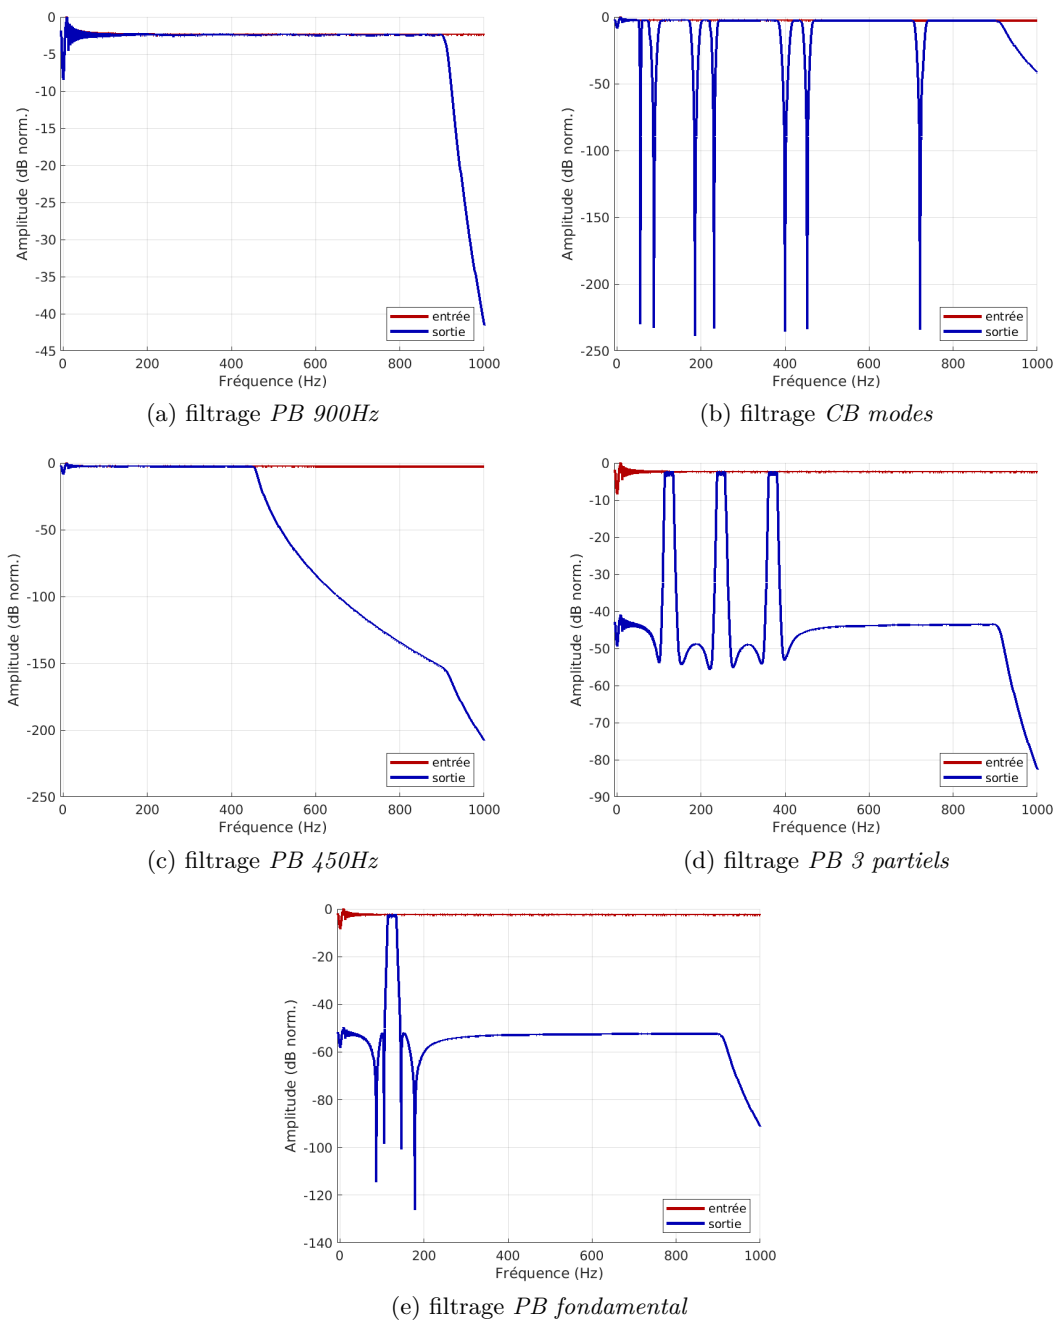 0
-5
-10
-15
-20
-25
-30
-35
-40
-45
0 200 400 600 800 1000
Amplitude (dB norm.)
Fréquence (Hz)
entrée
sortie
(a) filtrage PB 900Hz
0
-50
-100
-150
-200
-250
0 200 400 600 800 1000
Amplitude (dB norm.)
Fréquence (Hz)
entrée
sortie
(b) filtrage CB modes
0
-50
-100
-150
-200
-250
0 200 400 600 800 1000
Amplitude (dB norm.)
Fréquence (Hz)
entrée
sortie
(c) filtrage PB 450Hz
0
-10
-20
-30
-40
-50
-60
-70
-80
-90
0 200 400 600 800 1000
Amplitude (dB norm.)
Fréquence (Hz)
entrée
sortie
(d) filtrage PB 3 partiels
0
-20
-40
-60
-80
-100
-120
-140
0 200 400 600 800 1000
Amplitude (dB norm.)
Fréquence (Hz)
entrée
sortie
(e) filtrage PB fondamental